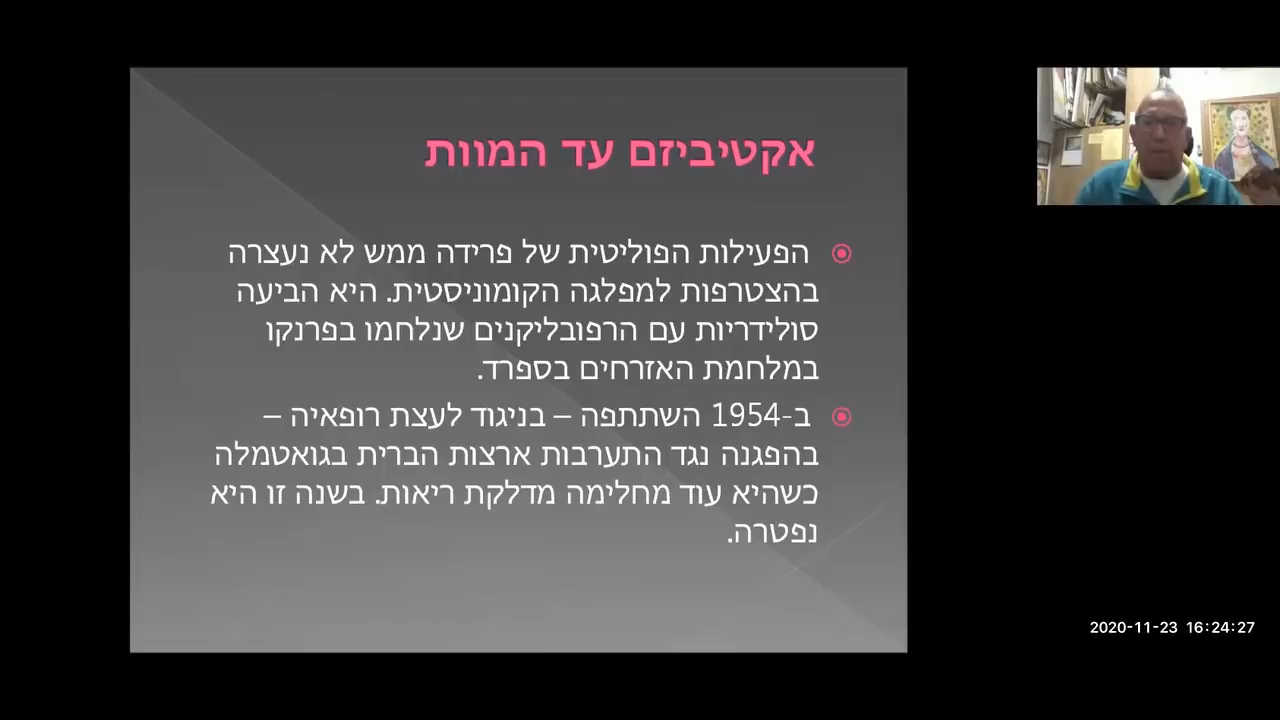 אקטיביזם עד המוות
הפעילות הפוליטית של פרידה ממש לא נעצרה
בהצטרפות למפלגה הקומוניסטית. היא הביעה
סולידריות עם הרפובליקנים שנלחמו בפרנקו
במלחמת האזרחים בספרד.
ב-1954 השתתפה – בניגוד לעצת רופאיה –
בהפגנה נגד התערבות ארצות הברית בגואטמלה
כשהיא עוד מחלימה מדלקת ריאות. בשנה זו היא
נפטרה.
2020-11-23 16:24:27